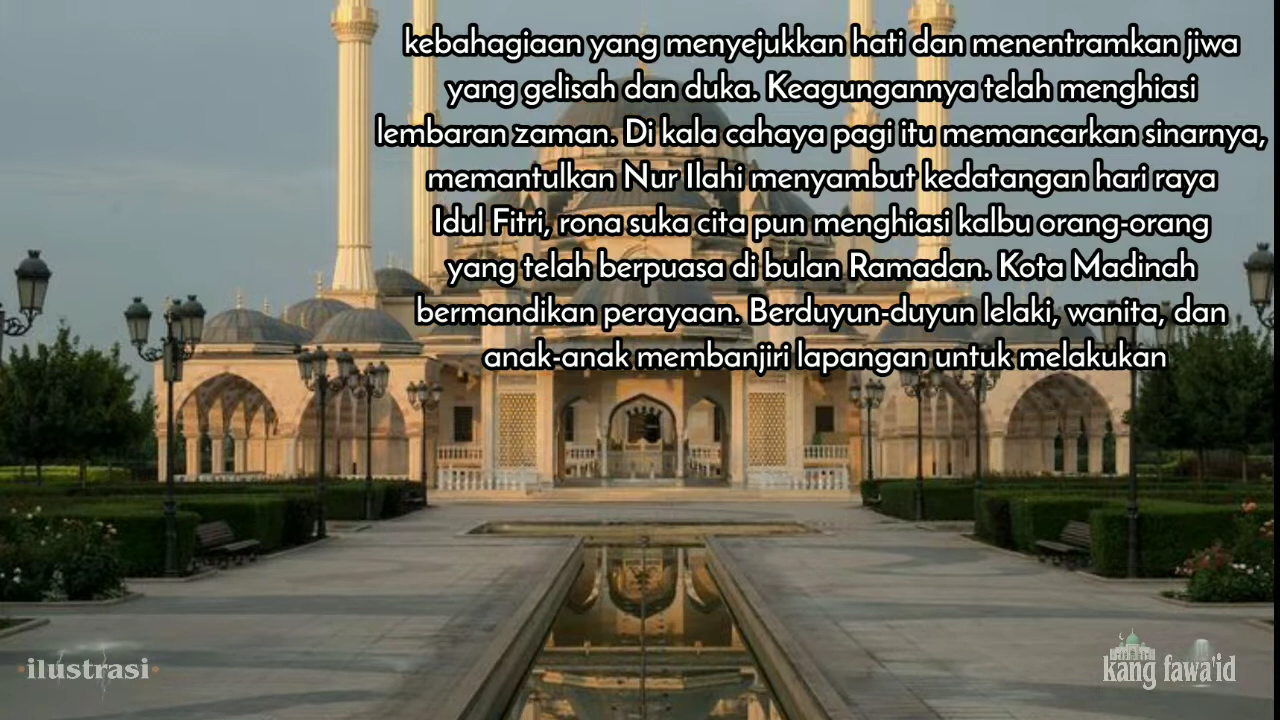 kebahagiaan yang menyejukkan hati dan menentramkan jiwa
yang gelisah dan duka. Keagungannya telah menghiasi
lembaran zaman. Di kala cahaya pagi itu memancarkan sinarnya,
memantulkan Nur Ilahi menyambut kedatangan hari raya
Idul Fitri, rona suka cita pun menghiasi kalbu orang-orang
yang telah berpuasa di bulan Ramadan. Kota Madinah
bermandikan perayaan. Berduyun-duyun lelaki, wanita, dan
anak-anak membanjiri lapangan untuk melakukan
•ilustrasi•
kang fawa'id